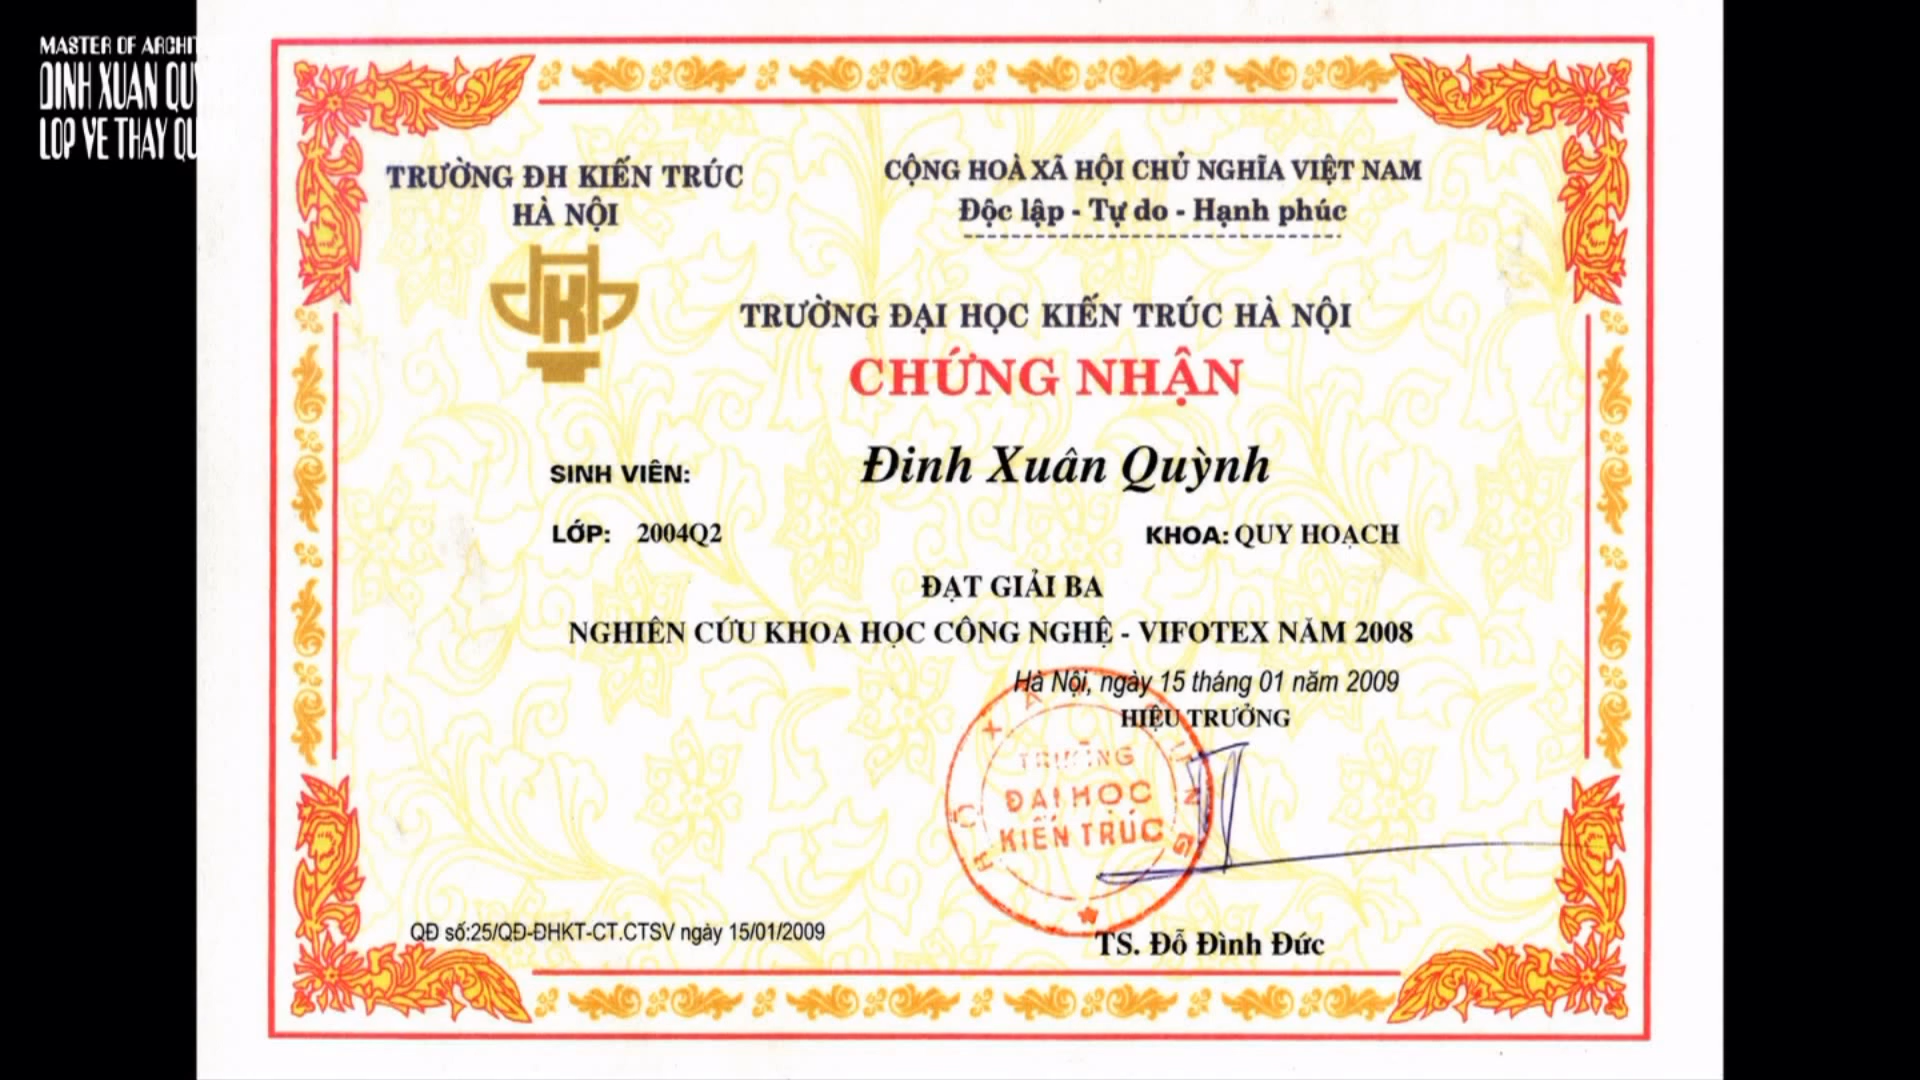 MASTER OF ARCHIT
DINH XUAN QUY
LOP VE THAY QU
TRƯỜNG ĐH KIẾN TRÚC
HÀ NỘI
CỘNG HOÀ XÃ HỘI CHỦ NGHĨA VIỆT NAM
Độc lập - Tự do - Hạnh phúc
TRƯỜNG ĐẠI HỌC KIẾN TRÚC HÀ NỘI
CHỨNG NHẬN
SINH VIÊN: Đinh Xuân Quỳnh
LỚP: 2004Q2 KHOA: QUY HOẠCH
ĐẠT GIẢI BA
NGHIÊN CỨU KHOA HỌC CÔNG NGHỆ - VIFOTEX NĂM 2008
Hà Nội, ngày 15 tháng 01 năm 2009
HIỆU TRƯỞNG
TRƯỜNG
ĐẠI HỌC
KIẾN TRÚC
QĐ số:25/QĐ-ĐHKT-CT.CTSV ngày 15/01/2009
TS. Đỗ Đình Đức